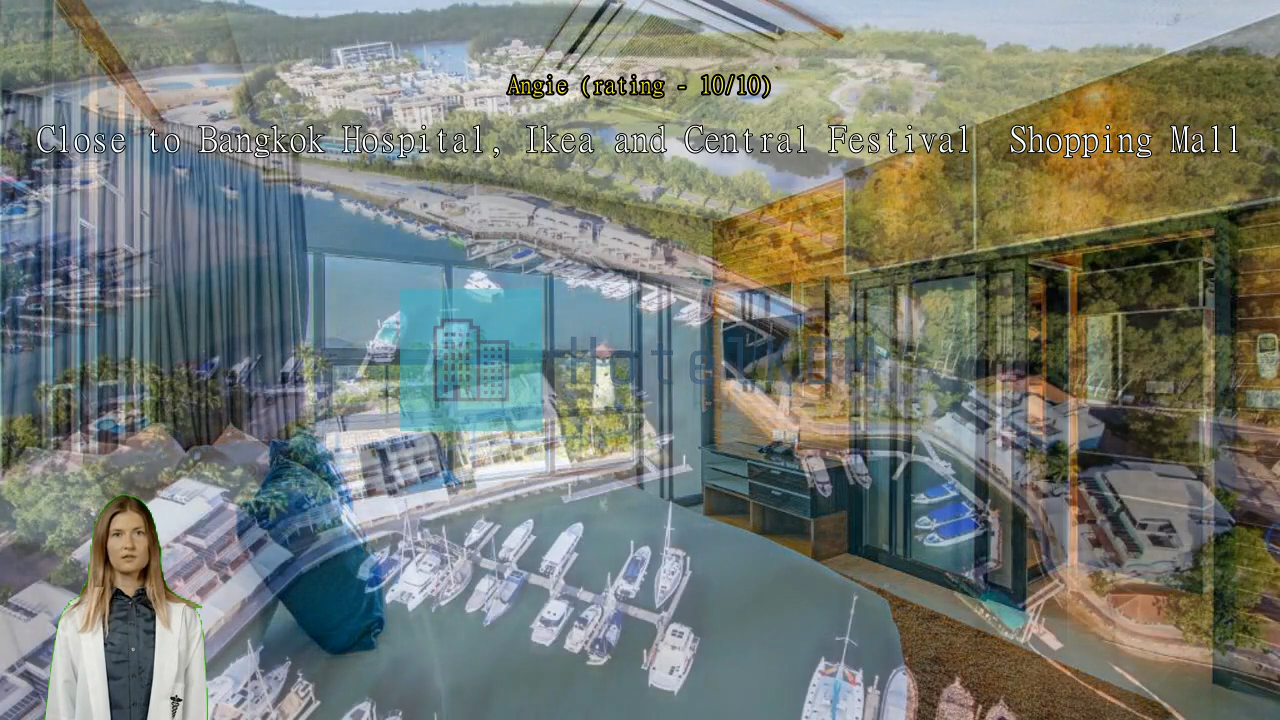 Angie (rating - 10/10)
Close to Bangkok Hospital, Ikea and Central Festival Shopping Mall